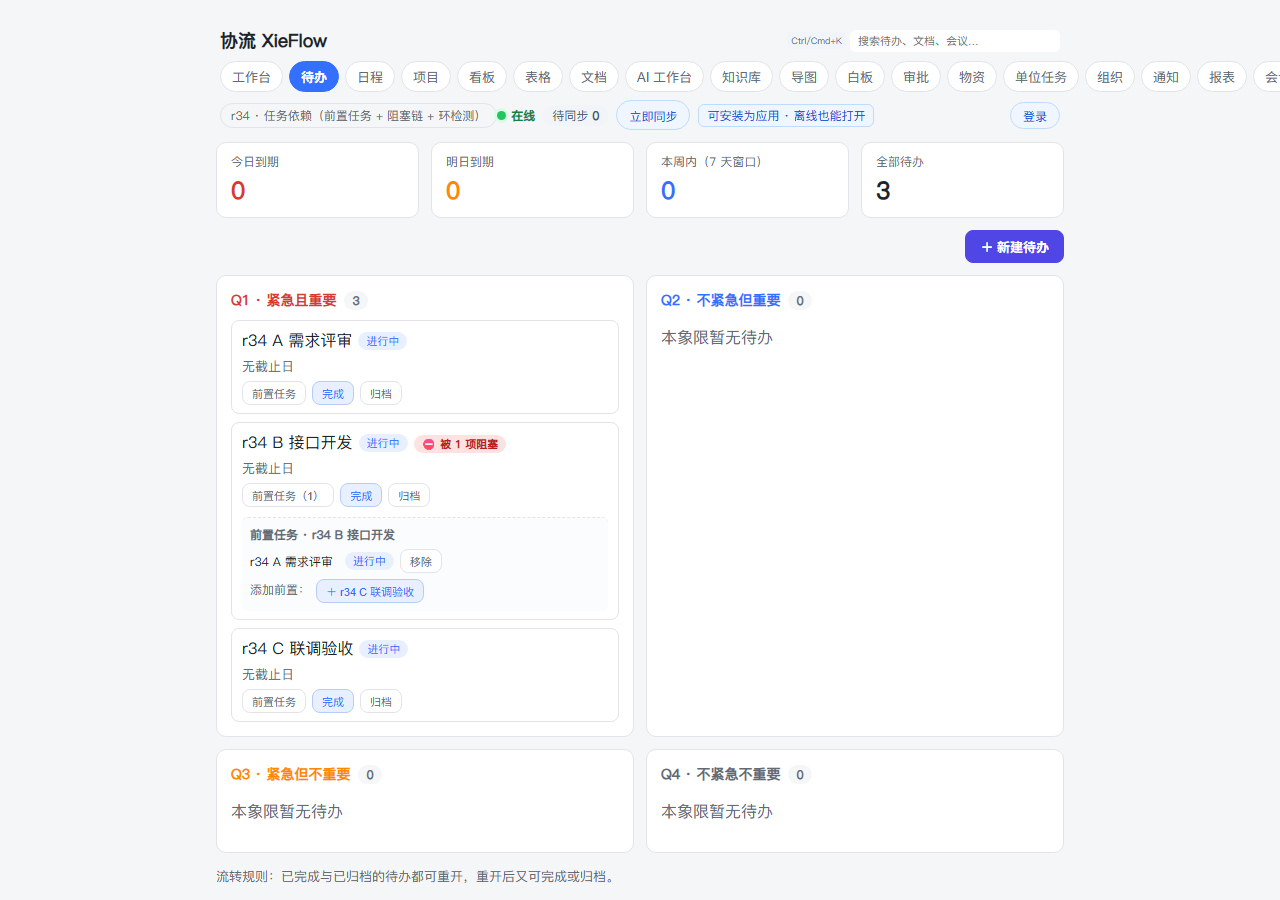 协流 XieFlow
Ctrl/Cmd+K 搜索待办、文档、会议…
工作台 待办 日程 项目 看板 表格 文档 AI 工作台 知识库 导图 白板 审批 物资 单位任务 组织 通知 报表
r34 · 任务依赖（前置任务 + 阻塞链 + 环检测） 在线 待同步 0 立即同步 可安装为应用 · 离线也能打开 登录
今日到期 明日到期 本周内（7 天窗口） 全部待办
0 0 0 3
＋ 新建待办
Q1 · 紧急且重要 3
r34 A 需求评审 进行中
无截止日
前置任务 完成 归档
r34 B 接口开发 进行中 ⛔ 被 1 项阻塞
无截止日
前置任务（1） 完成 归档
前置任务 · r34 B 接口开发
r34 A 需求评审 进行中 移除
添加前置： ＋ r34 C 联调验收
r34 C 联调验收 进行中
无截止日
前置任务 完成 归档
Q2 · 不紧急但重要 0
本象限暂无待办
Q3 · 紧急但不重要 0
本象限暂无待办
Q4 · 不紧急不重要 0
本象限暂无待办
流转规则：已完成与已归档的待办都可重开，重开后又可完成或归档。